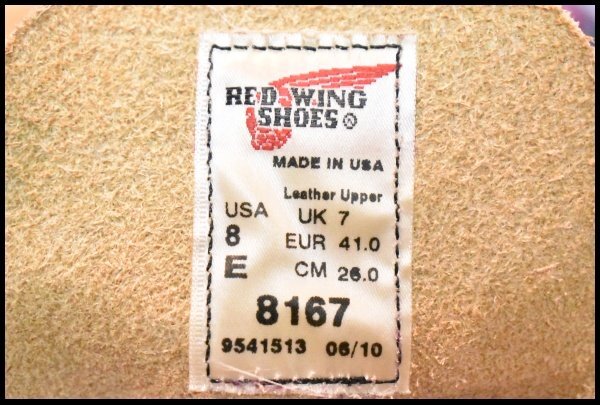 RED WING
SHOES®
MADE IN USA
Leather Upper
USA UK 7
8 EUR 41.0
E CM 26.0
8167
9541513 06/10